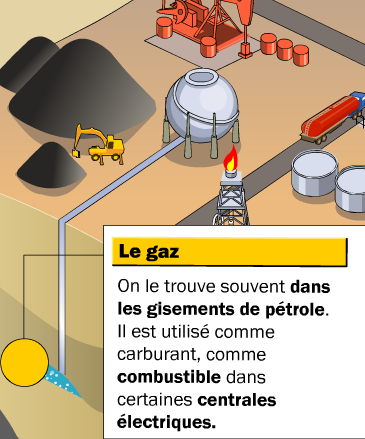 Le gaz
On le trouve souvent dans
les gisements de pétrole.
Il est utilisé comme
carburant, comme
combustible dans
certaines centrales
électriques.